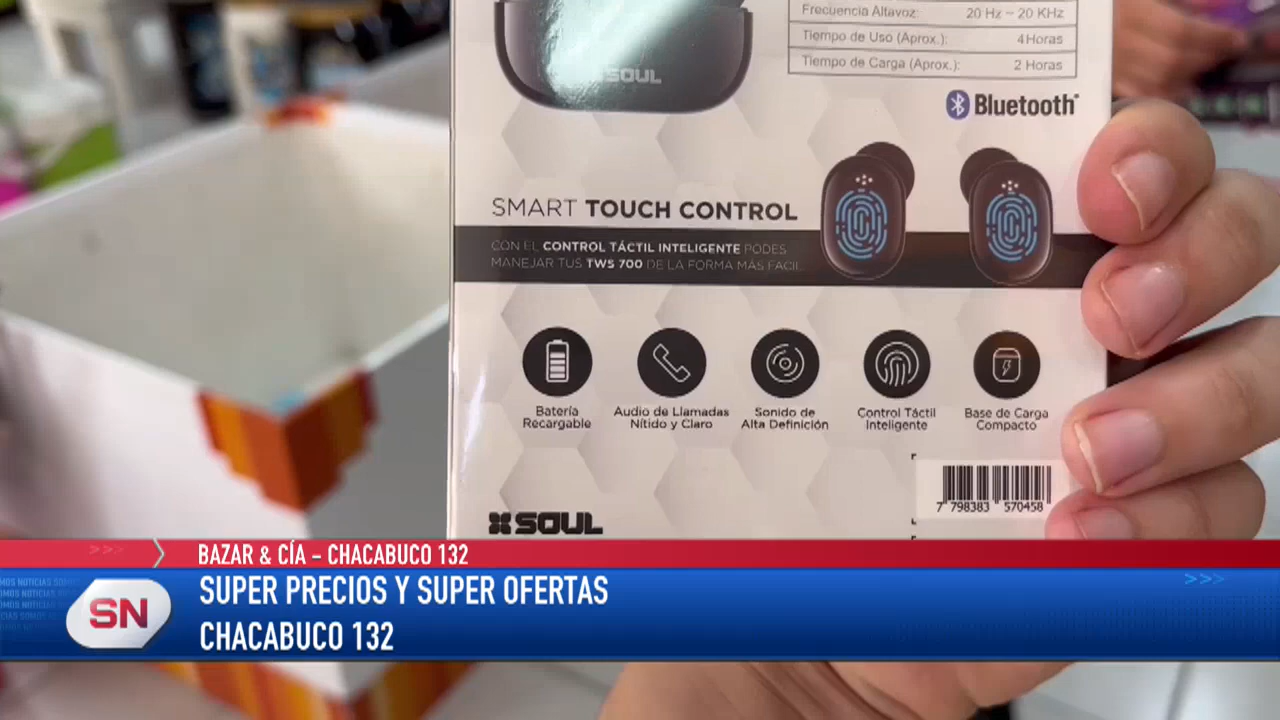 SOUL
Frecuencia Altavoz: 20 Hz – 20 KHz
Tiempo de Uso (Aprox.): 4Horas
Tiempo de Carga (Aprox.): 2 Horas
Bluetooth
SMART TOUCH CONTROL
CON EL CONTROL TÁCTIL INTELIGENTE PODES
MANEJAR TUS TWS 700 DE LA FORMA MÁS FACIL
Batería
Recargable
Audio de Llamadas
Nítido y Claro
Sonido de
Alta Definición
Control Táctil
Inteligente
Base de Carga
Compacto
7 798383 570458
SOUL
>>> BAZAR & CÍA – CHACABUCO 132
SN
SUPER PRECIOS Y SUPER OFERTAS
CHACABUCO 132
>>>